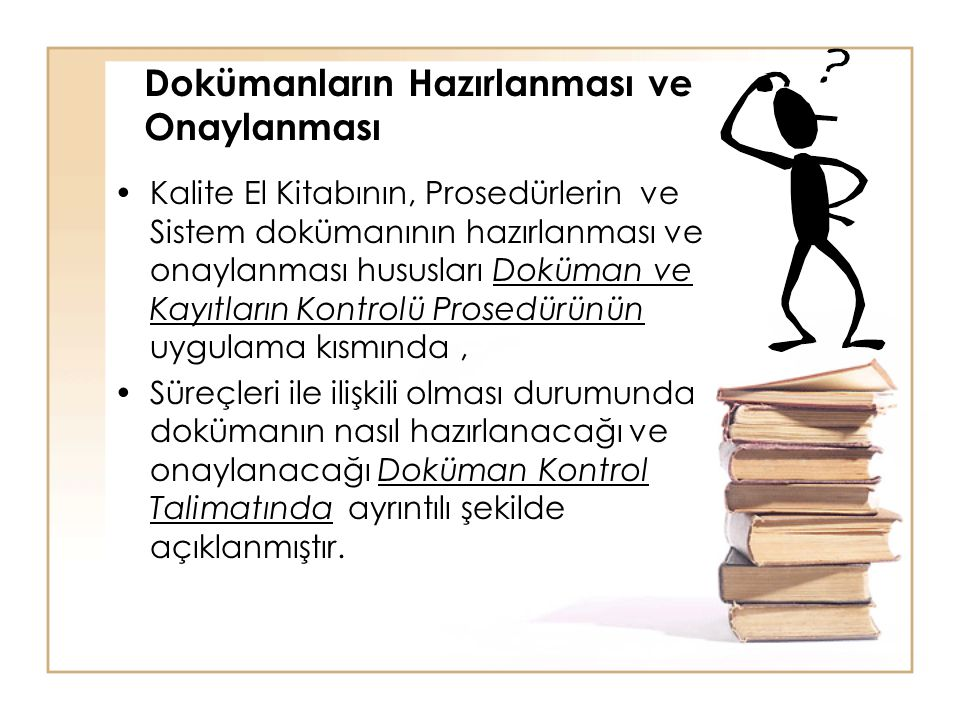 ?
Dokümanların Hazırlanması ve
Onaylanması
• Kalite El Kitabının, Prosedürlerin  ve
Sistem dokümanının hazırlanması ve
onaylanması hususları Doküman ve
Kayıtların Kontrolü Prosedürünün
uygulama kısmında ,
• Süreçleri ile ilişkili olması durumunda
dokümanın nasıl hazırlanacağı ve
onaylanacağı Doküman Kontrol
Talimatında  ayrıntılı şekilde
açıklanmıştır.